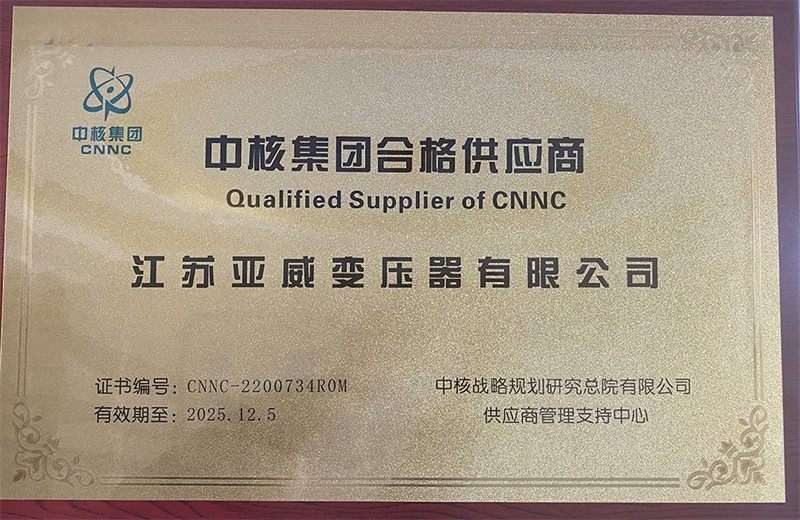 中核集团
CNNC
中核集团合格供应商
Qualified Supplier of CNNC
江苏亚威变压器有限公司
证书编号：CNNC-2200734R0M
有效期至：2025.12.5
中核战略规划研究总院有限公司
供应商管理支持中心